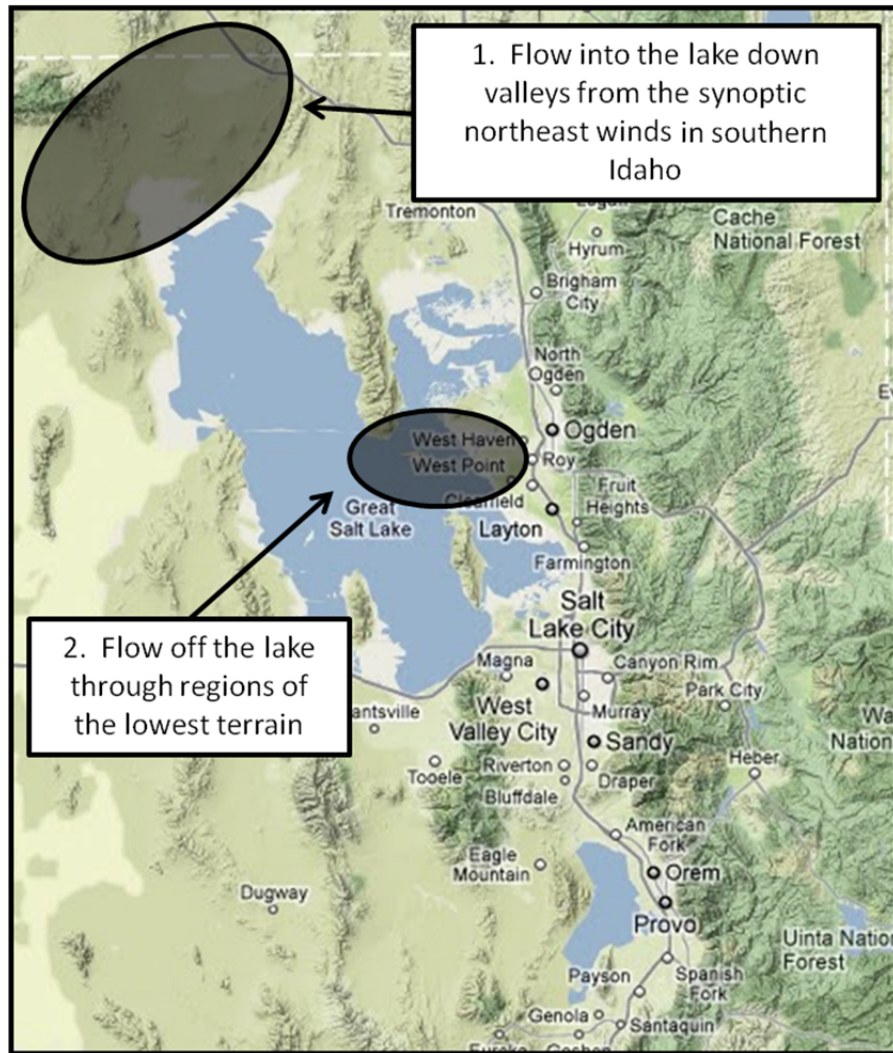 1. Flow into the lake down
valleys from the synoptic
northeast winds in southern
Idaho
Tremonton
Hyrum
Cache
National Forest
Brigham
City
North
Ogden
West Haven
Ogden
West Point
Roy
Clearfield
Fruit
Heights
Great
Salt Lake
Layton
Farmington
Salt
Lake City
2. Flow off the lake
through regions of
the lowest terrain
Magna
Canyon Rim
Park City
antsville
West
Valley City
Murray
Wa
Nation
Sandy
Tooele
Riverton
Draper
Heber
Bluffdale
American
Fork
Eagle
Mountain
Orem
Dugway
Provo
Uinta Nation
Forest
Payson
Spanish
Fork
Genola
Santaquin